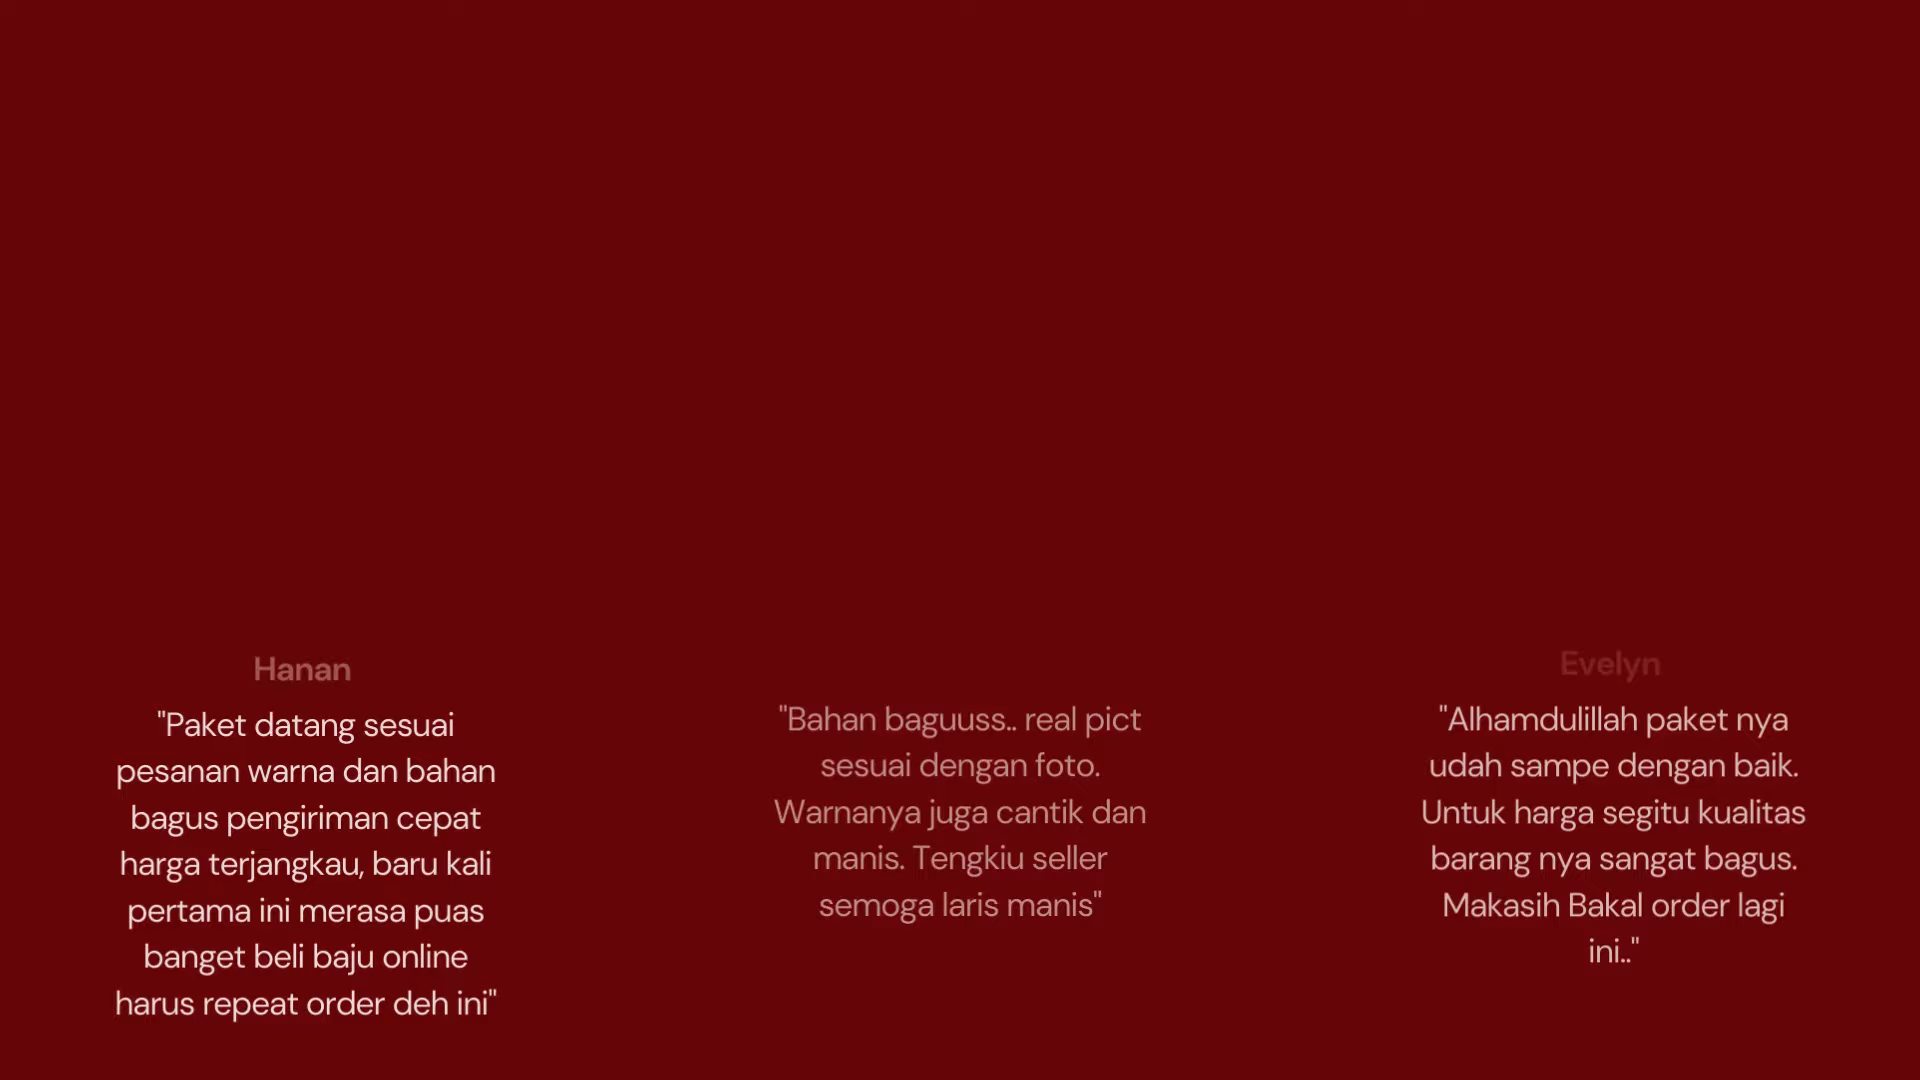 Hanan
"Paket datang sesuai
pesanan warna dan bahan
bagus pengiriman cepat
harga terjangkau, baru kali
pertama ini merasa puas
banget beli baju online
harus repeat order deh ini"
"Bahan baguuss.. real pict
sesuai dengan foto.
Warnanya juga cantik dan
manis. Tengkiu seller
semoga laris manis"
Evelyn
"Alhamdulillah paket nya
udah sampe dengan baik.
Untuk harga segitu kualitas
barang nya sangat bagus.
Makasih Bakal order lagi
ini.."